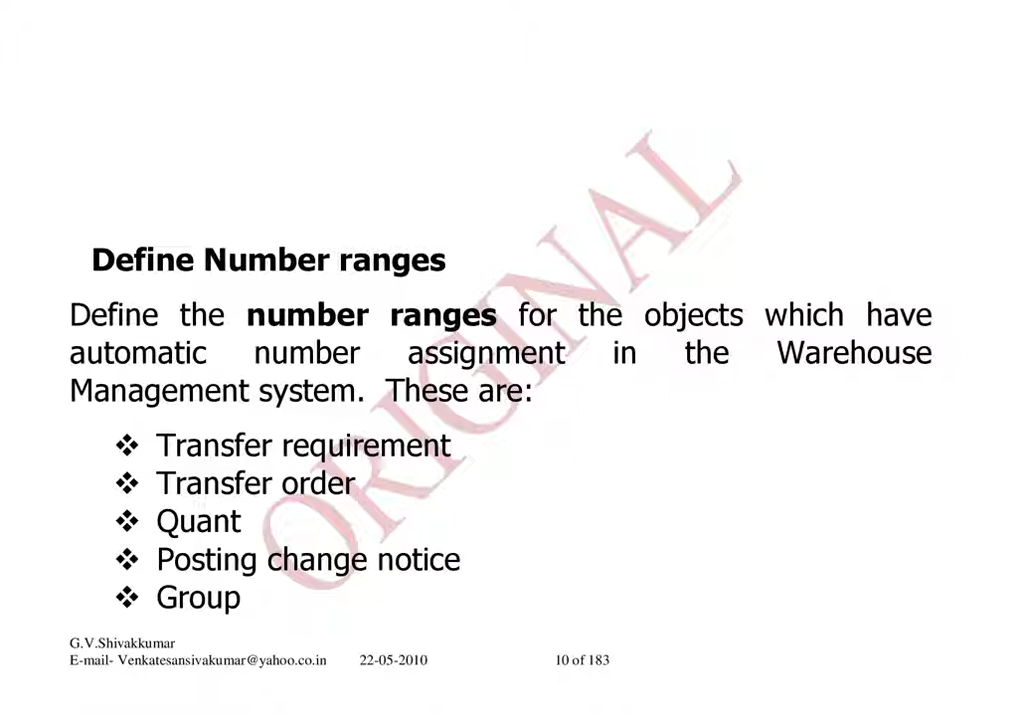 Define Number ranges
Define the number ranges for the objects which have
automatic number assignment in the Warehouse
Management system. These are:
❖ Transfer requirement
❖ Transfer order
❖ Quant
❖ Posting change notice
❖ Group
ORIGINAL
G.V.Shivakkumar
E-mail- Venkatesansivakumar@yahoo.co.in 22-05-2010 10 of 183